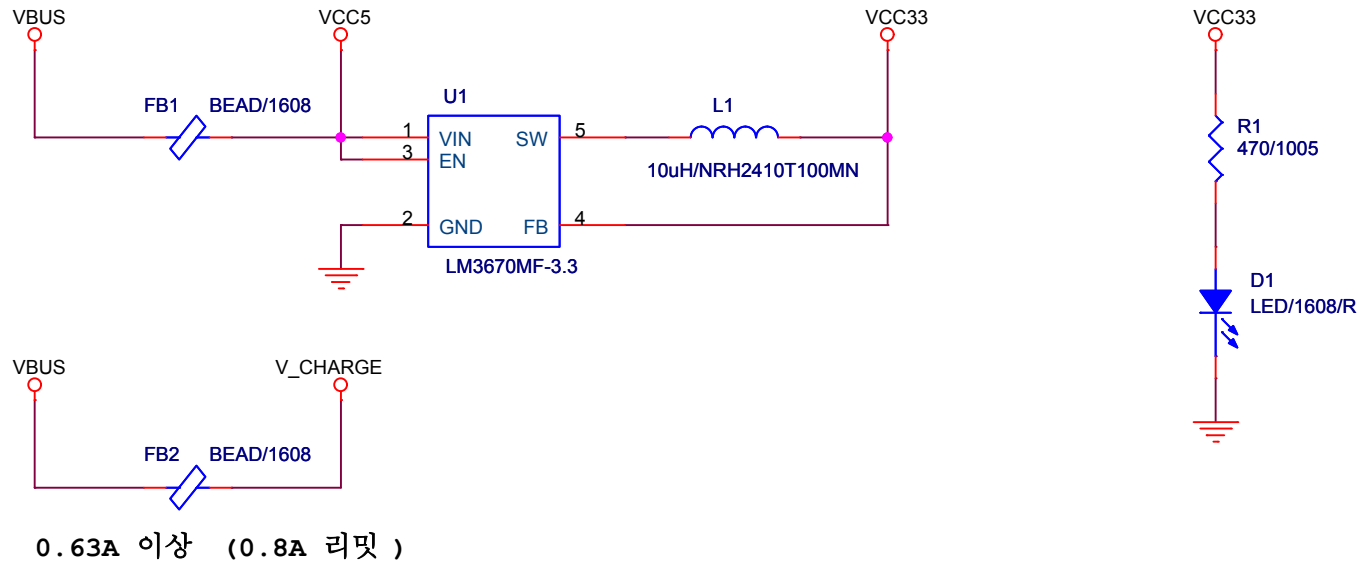 VBUS
VCC5
VCC33
VCC33
FB1 BEAD/1608
U1
L1
1 VIN SW 5
3 EN
10uH/NRH2410T100MN
2 GND FB 4
LM3670MF-3.3
R1
470/1005
D1
LED/1608/R
VBUS
V_CHARGE
FB2 BEAD/1608
0.63A 이상 (0.8A 리밋 )